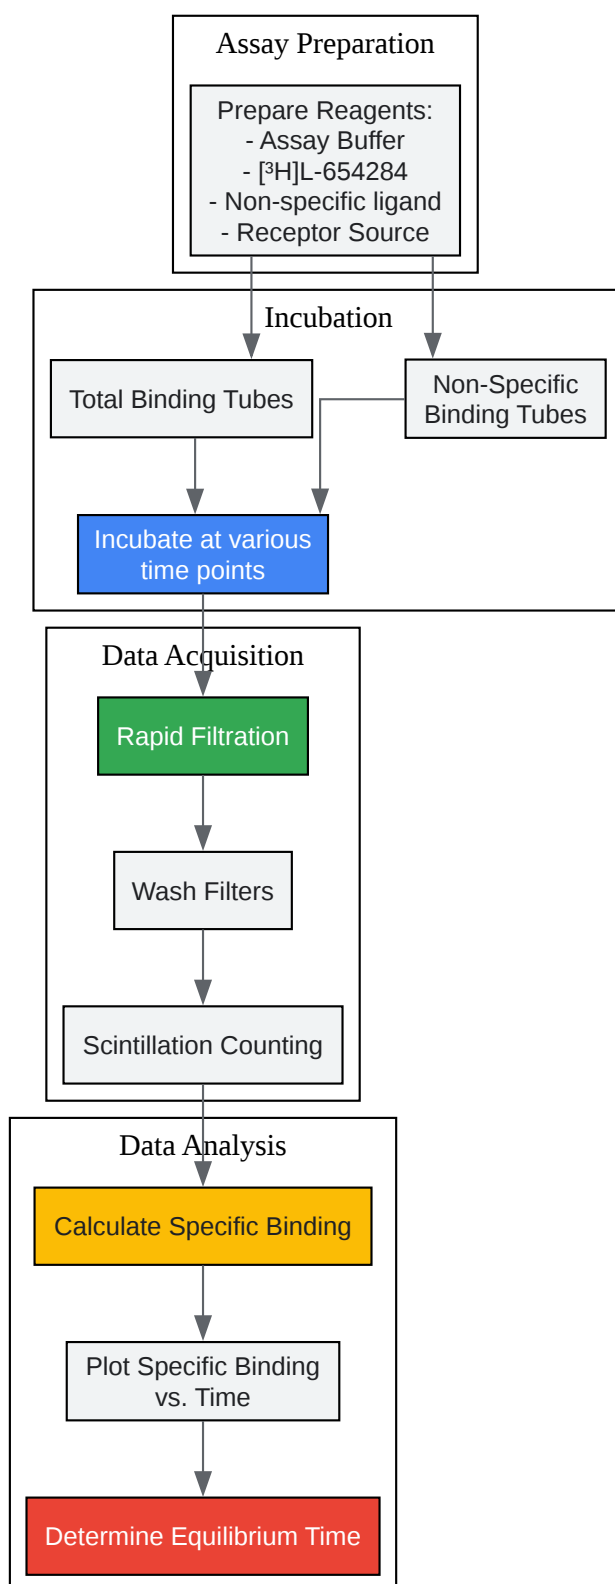 Assay Preparation
Prepare Reagents:
- Assay Buffer
- [³H]L-654284
- Non-specific ligand
- Receptor Source
Incubation
Total Binding Tubes
Non-Specific
Binding Tubes
Incubate at various
time points
Data Acquisition
Rapid Filtration
Wash Filters
Scintillation Counting
Data Analysis
Calculate Specific Binding
Plot Specific Binding
vs. Time
Determine Equilibrium Time